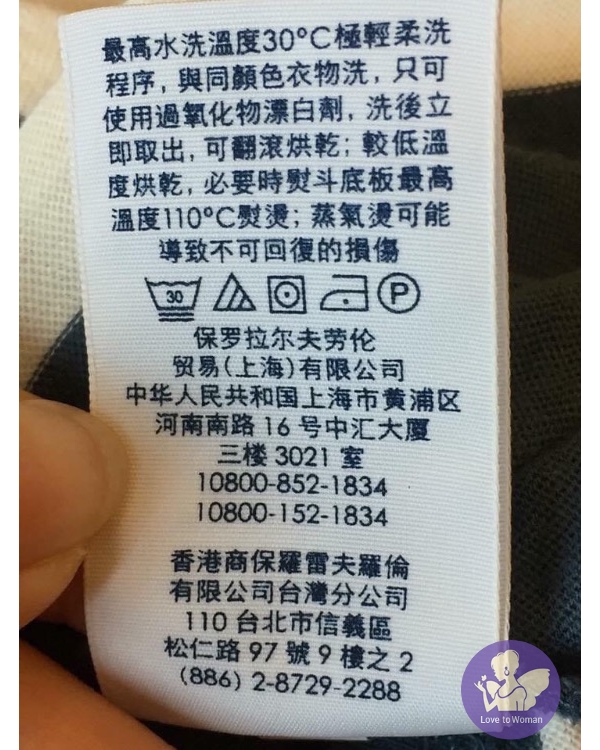 最高水洗溫度30°C極輕柔洗
程序，與同顏色衣物洗，只可
使用過氧化物漂白劑，洗後立
即取出，可翻滾烘乾；較低溫
度烘乾，必要時熨斗底板最高
溫度110°C熨燙；蒸氣燙可能
導致不可回復的損傷
30 P
保罗拉尔夫劳伦
贸易(上海)有限公司
中华人民共和国上海市黄浦区
河南南路 16 号中汇大厦
三楼 3021 室
10800-852-1834
10800-152-1834
香港商保羅雷夫羅倫
有限公司台灣分公司
110 台北市信義區
松仁路 97 號 9 樓之 2
(886) 2-8729-2288
Love to Woman